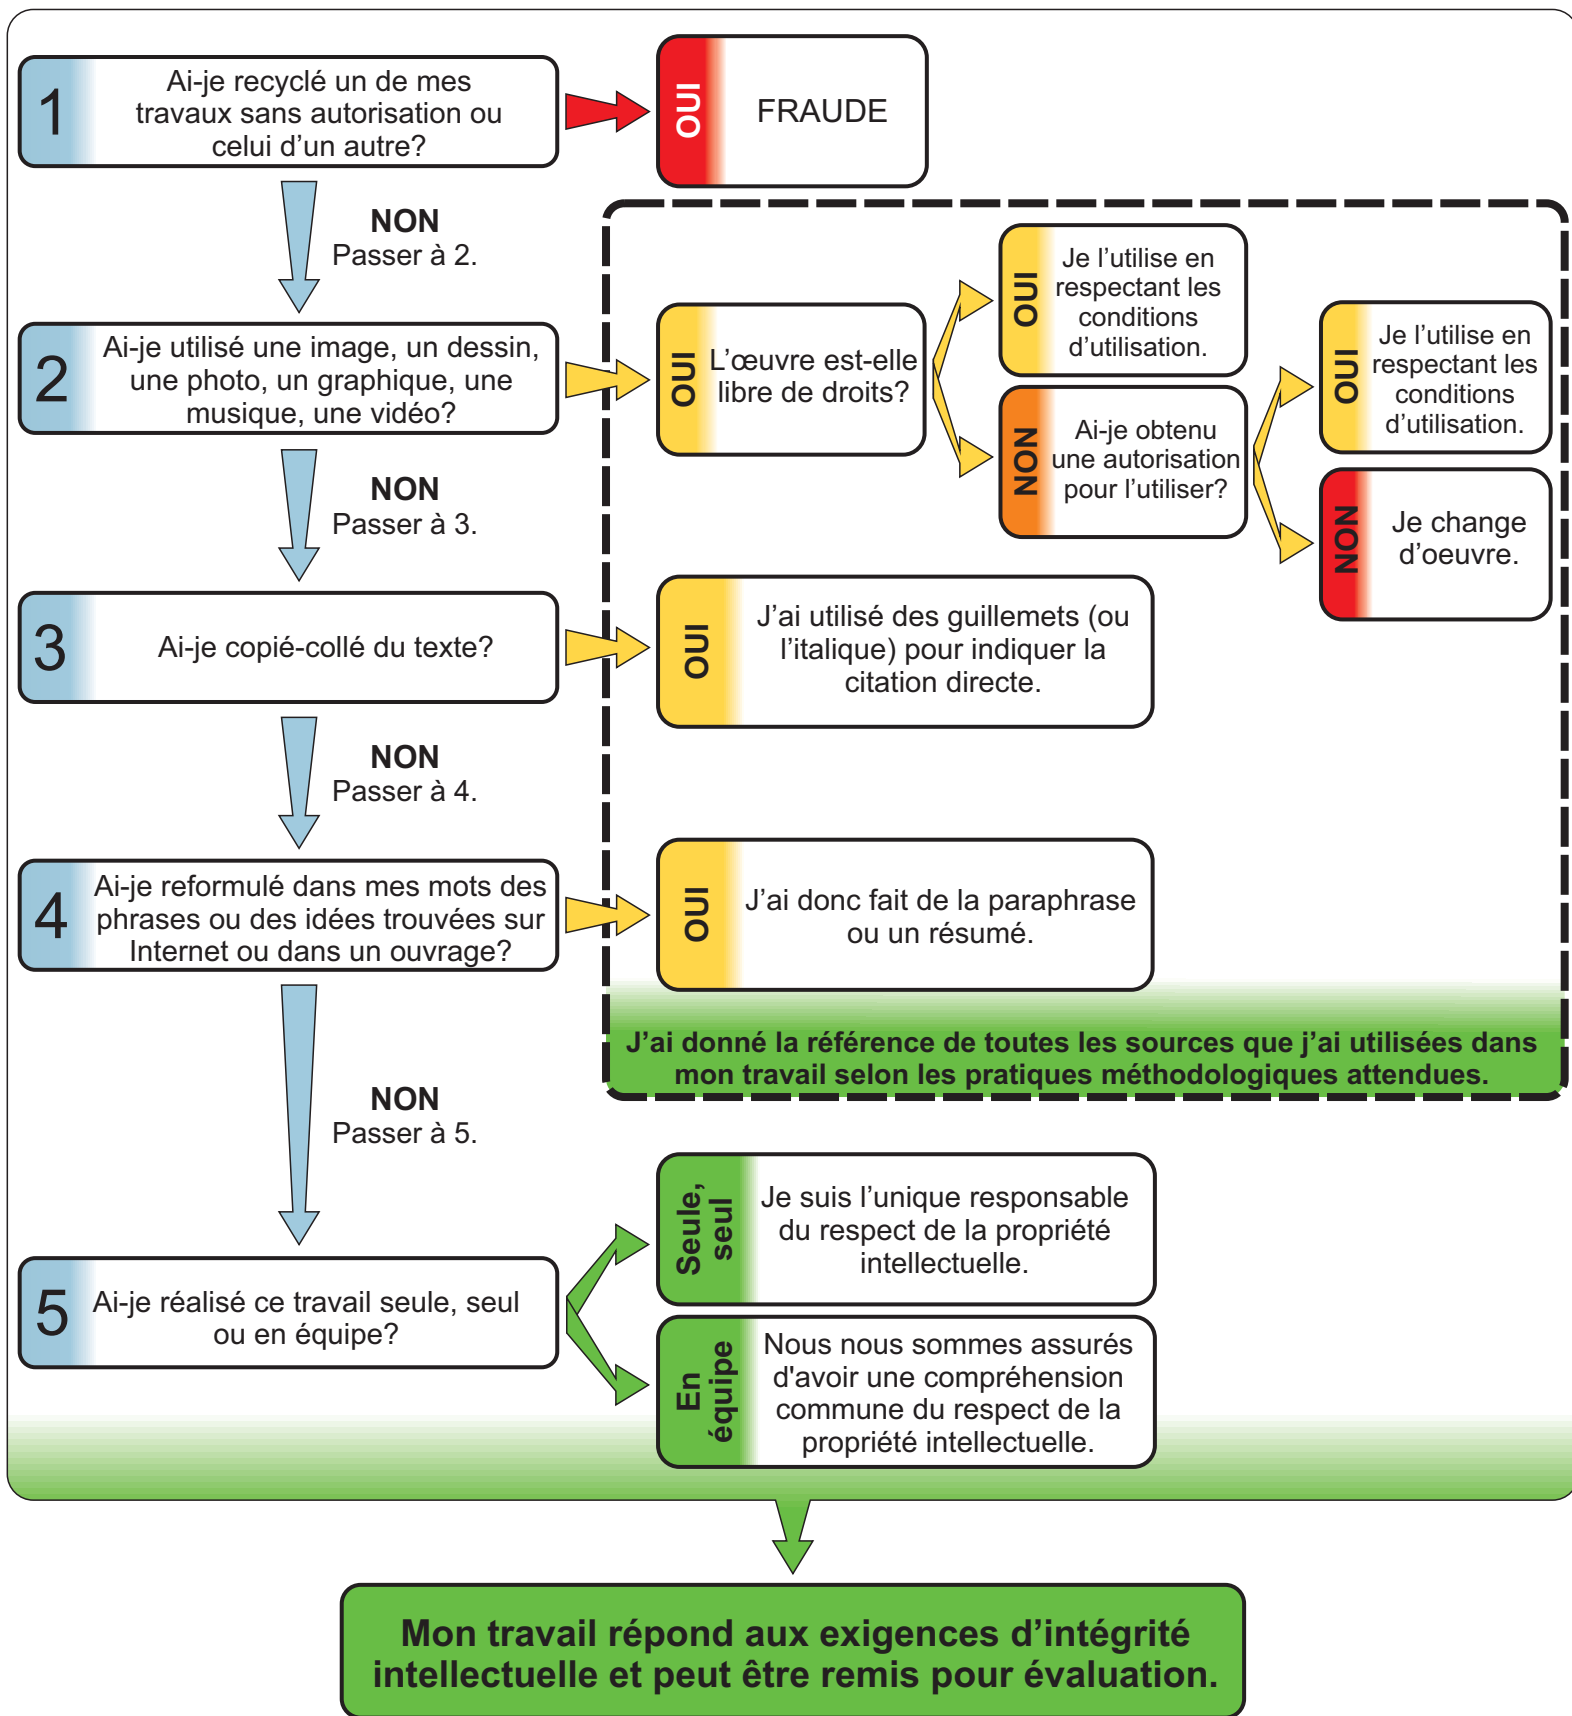 1
Ai-je recyclé un de mes
travaux sans autorisation ou
celui d’un autre?
OUI
FRAUDE
NON
Passer à 2.
2
Ai-je utilisé une image, un dessin,
une photo, un graphique, une
musique, une vidéo?
OUI
L’œuvre est-elle
libre de droits?
OUI
Je l’utilise en
respectant les
conditions
d’utilisation.
NON
Ai-je obtenu
une autorisation
pour l’utiliser?
OUI
Je l’utilise en
respectant les
conditions
d’utilisation.
NON
Je change
d’oeuvre.
NON
Passer à 3.
3
Ai-je copié-collé du texte?
OUI
J’ai utilisé des guillemets (ou
l’italique) pour indiquer la
citation directe.
NON
Passer à 4.
4
Ai-je reformulé dans mes mots des
phrases ou des idées trouvées sur
Internet ou dans un ouvrage?
OUI
J’ai donc fait de la paraphrase
ou un résumé.
J’ai donné la référence de toutes les sources que j’ai utilisées dans
mon travail selon les pratiques méthodologiques attendues.
NON
Passer à 5.
5
Ai-je réalisé ce travail seule, seul
ou en équipe?
Seule,
seul
Je suis l’unique responsable
du respect de la propriété
intellectuelle.
En
équipe
Nous nous sommes assurés
d'avoir une compréhension
commune du respect de la
propriété intellectuelle.
Mon travail répond aux exigences d’intégrité
intellectuelle et peut être remis pour évaluation.